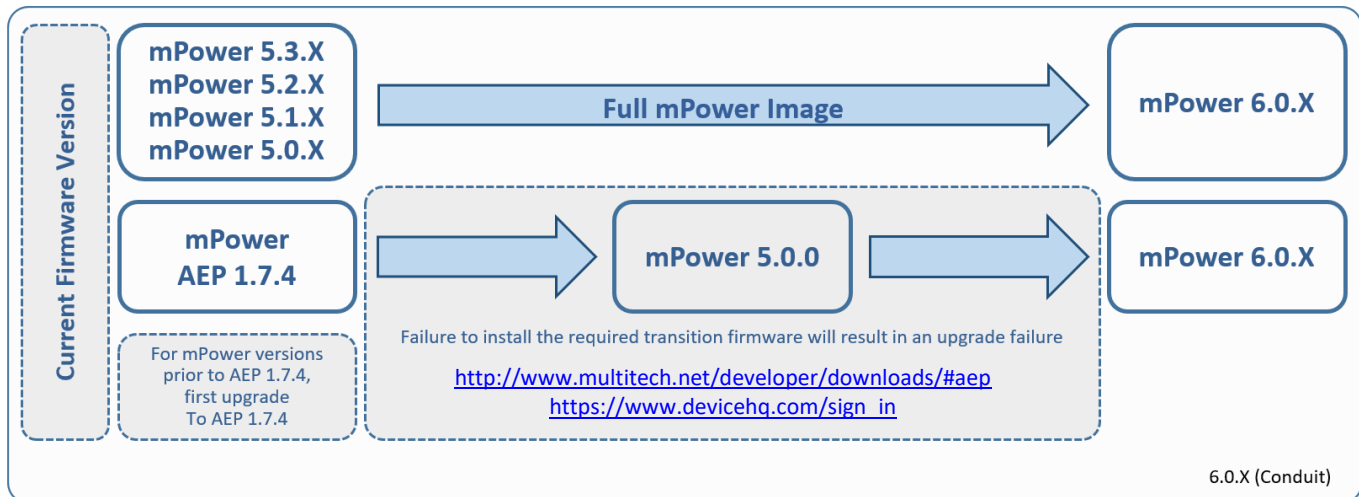 Current Firmware Version
mPower 5.3.X
mPower 5.2.X
mPower 5.1.X
mPower 5.0.X
Full mPower Image
mPower 6.0.X
mPower
AEP 1.7.4
mPower 5.0.0
mPower 6.0.X
For mPower versions
prior to AEP 1.7.4,
first upgrade
To AEP 1.7.4
Failure to install the required transition firmware will result in an upgrade failure
http://www.multitech.net/developer/downloads/#aep
https://www.devicehq.com/sign_in
6.0.X (Conduit)